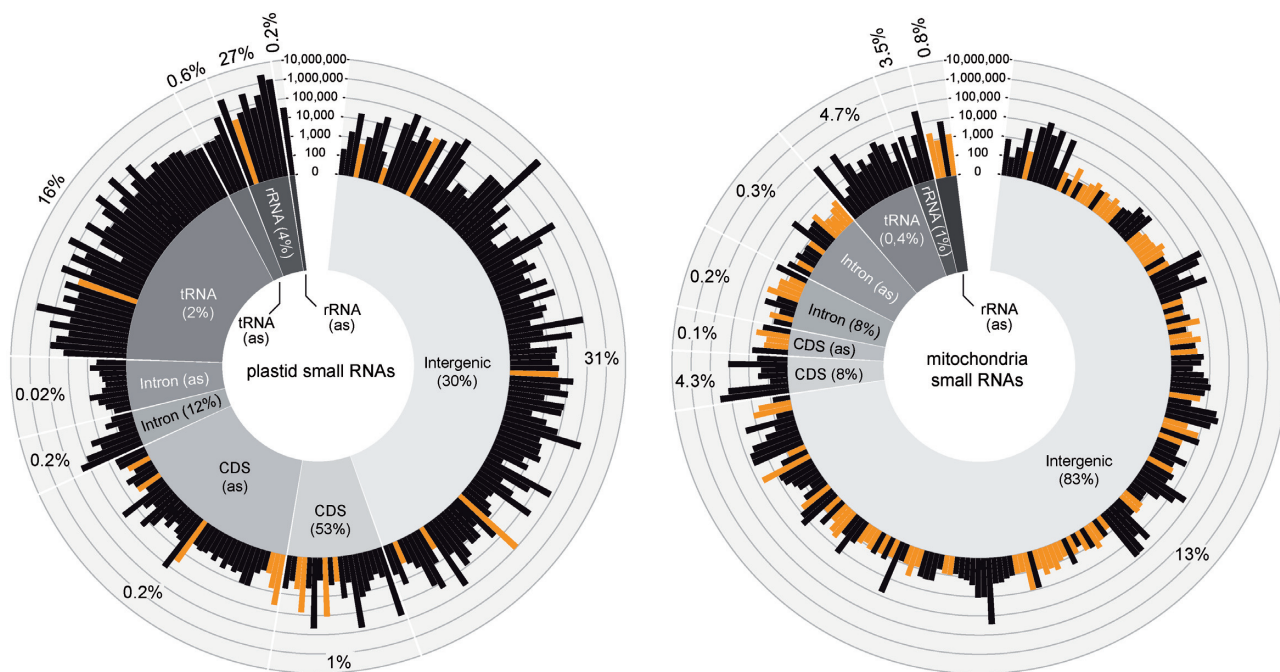 0.2%
27%
0.6%
16%
0.02%
0.2%
0.2%
1%
31%
10,000,000
1,000,000
100,000
10,000
1,000
100
0
rRNA (4%)
tRNA
(2%)
tRNA
(as)
rRNA
(as)
plastid small RNAs
Intergenic
(30%)
Intron (as)
Intron (12%)
CDS
(as)
CDS
(53%)
0.8%
3.5%
4.7%
0.3%
0.2%
0.1%
4.3%
13%
10,000,000
1,000,000
100,000
10,000
1,000
100
0
tRNA
(0,4%)
rRNA (1%)
rRNA
(as)
Intron (as)
Intron (8%)
CDS (as)
CDS (8%)
mitochondria
small RNAs
Intergenic
(83%)